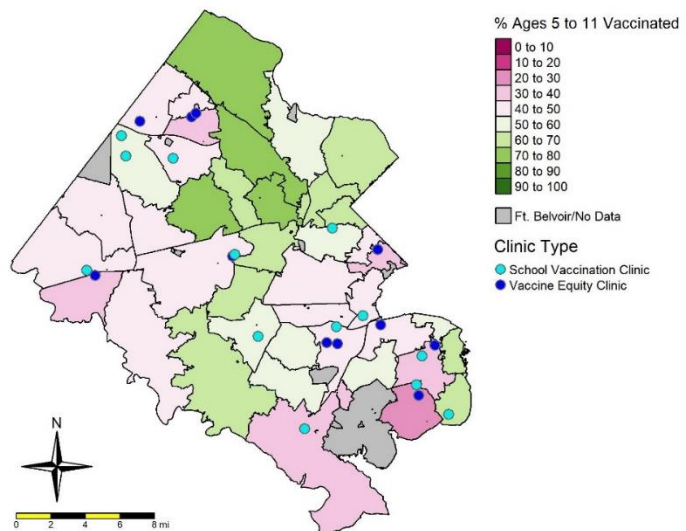 % Ages 5 to 11 Vaccinated
0 to 10
10 to 20
20 to 30
30 to 40
40 to 50
50 to 60
60 to 70
70 to 80
80 to 90
90 to 100
Ft. Belvoir/No Data
Clinic Type
School Vaccination Clinic
Vaccine Equity Clinic
N
0 2 4 6 8 mi